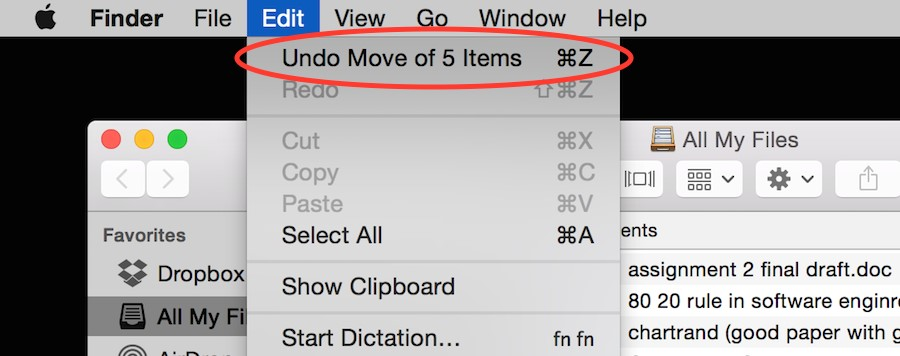 Finder File Edit View Go Window Help
Undo Move of 5 Items ⌘Z
Redo ⇧⌘Z
Cut ⌘X
Copy ⌘C
Paste ⌘V
Select All ⌘A
Show Clipboard
Start Dictation... fn fn
All My Files
Favorites
Dropbox
All My Fi
AirDro
ents
assignment 2 final draft.doc
80 20 rule in software enginr
chartrand (good paper with g